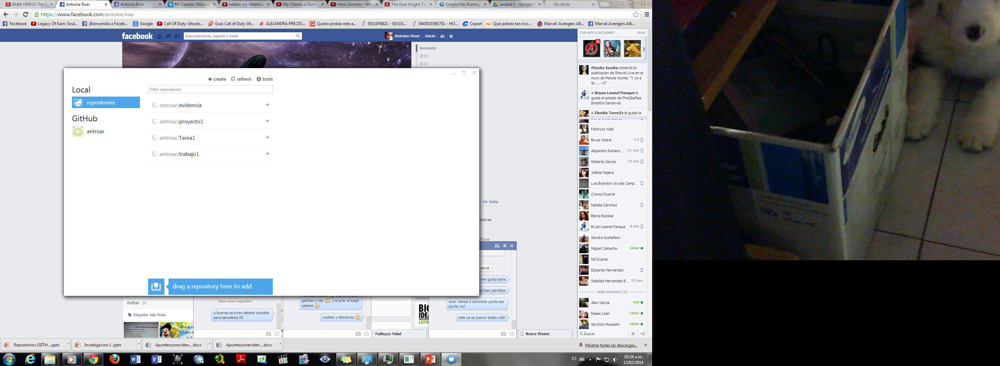 BMW F800GS The D
Antoine Roar
Antoine Roar
Mi Cuenta | Wix.con
helena my chemica
My Chemical Roma
Hans Zimmer - Why
The Dark Knight Tril
Simple File Sharing
unidad 1 - Google D
Sin título
https://www.facebook.com/antoine.roar
Facebook
Legacy Of Kain: Soul...
¡Bienvenido a Faceb...
Google
Call Of Duty: Ghosts...
Guía Call of Duty Gh...
ALEJANDRA PRECIO...
Quiero probar este a...
5511976821 - SEXOS...
0445520391751 - HO...
Copart
Qué pobres tan rico...
Marvel: Avengers All...
Marvel Avengers Alli...
facebook
Busca personas, lugares y cosas
Antoine Roar
Inicio
Reciente
2014
2013
create
refresh
tools
Local
repositories
GitHub
antroar
Filter repositories
antroar/evidencia
antroar/proyecto1
antroar/Tarea1
antroar/trabajo1
drag a repository here to add
Ver todos
clusivas
Flores
ntendi
si me gusto karla
os bien perdidos
aver vamos a concretar punto por
punto va?
ette ya se jueron todos vdd?
Fotos · 35
Etiquetar más fotos
Hace unos segundos
q buenas pictures debiste estudiar
para periodista XD
ganitas y ntp , y si aver si luego
salimos
cuidate y descanza
BIG
IDEA
LATIN
FaNnyzz Vidal
Bruce Waine
TUS APLICACIONES
MÁS
6
Moxita Xoxita comentó la
publicación de Shavok Live en el
muro de Moxita Xoxita: "Y yo a
tiii ... <3"
A Bryan Leonel Panque le
gusta el estado de PheQkeñaa
Briiziitha Sandoval.
A Elenita TorreZz le gusta la
FaNnyzz Vidal
Bruce Waine 2 h
Alejandro Romero ... 51 min
Roberto Garcia 34 min
Julieta Najera
Luis Brandon Urrutia Camp...
Cronoz Duarte
Natalia Sánchez
Elena Escobar
Bryan Leonel Panque 8 min
Sandra Gustafson
Miguel Camacho Celular
Niil Duarte
Eduardo Hernandez
Soledad Hernandez B... 32 min
MÁS AMIGOS (3)
Alex Garcia Web
Rasec León Celular
Serchito Mussolini Celular
Buscar
Repositorios (GITH....pptx
Investigacion 1 .pptx
Apuntesconeviden....docx
Apuntesconeviden....docx
Mostrar todas las descargas...
ES
01:24 a.m.
12/02/2014